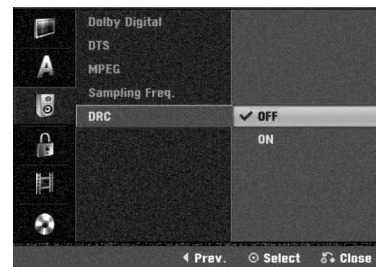 Dolby Digital
DTS
A
MPEG
Sampling Freq.
DRC
✔ OFF
ON
Prev.
Select
Close